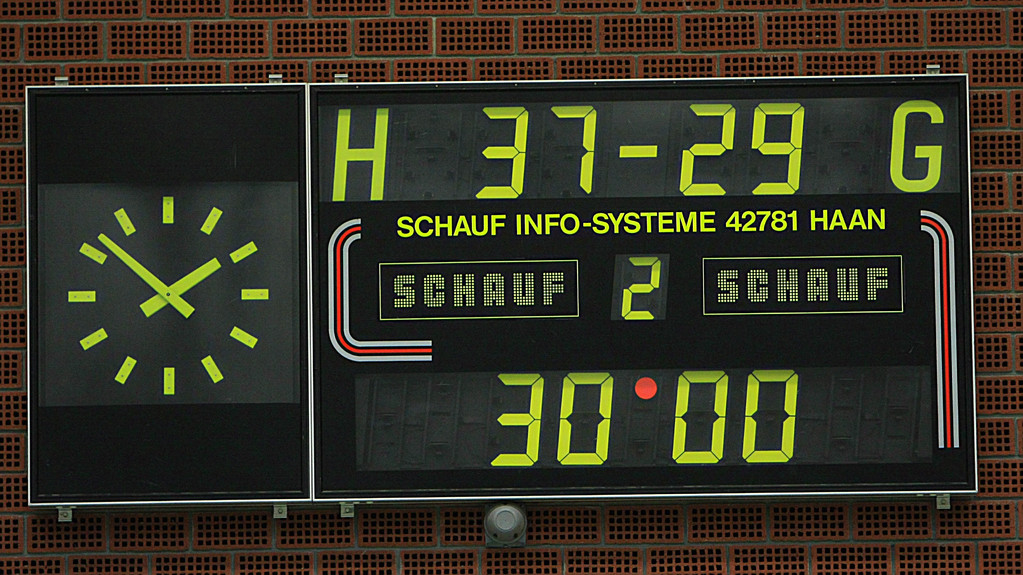 H 37-29 G
SCHAUF INFO-SYSTEME 42781 HAAN
SCHAUF 2 SCHAUF
30 00